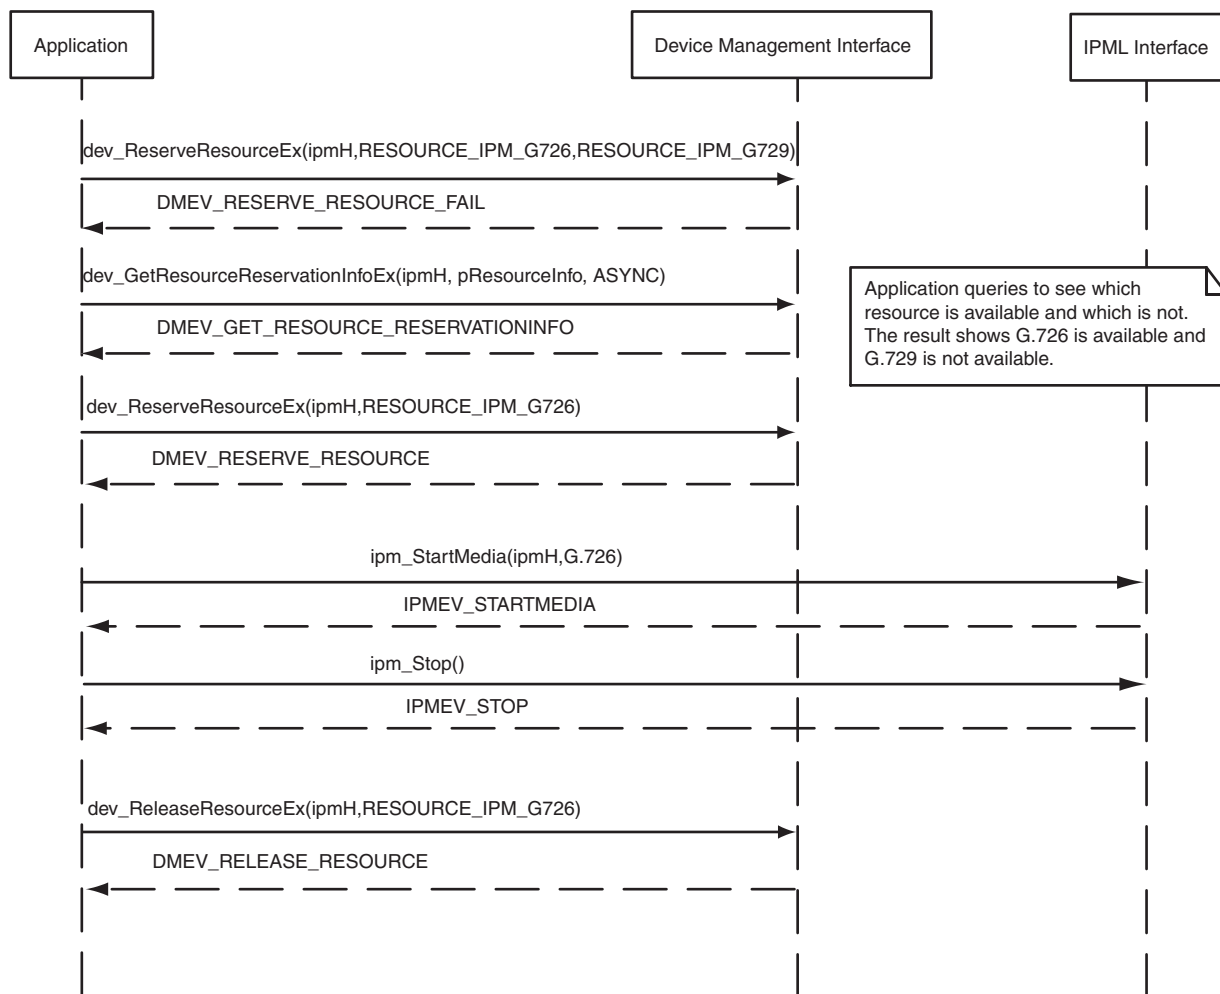 Application
Device Management Interface
IPML Interface
dev_ReserveResourceEx(ipmH,RESOURCE_IPM_G726,RESOURCE_IPM_G729)
DMEV_RESERVE_RESOURCE_FAIL
dev_GetResourceReservationInfoEx(ipmH, pResourceInfo, ASYNC)
Application queries to see which
resource is available and which is not.
The result shows G.726 is available and
G.729 is not available.
DMEV_GET_RESOURCE_RESERVATIONINFO
dev_ReserveResourceEx(ipmH,RESOURCE_IPM_G726)
DMEV_RESERVE_RESOURCE
ipm_StartMedia(ipmH,G.726)
IPMEV_STARTMEDIA
ipm_Stop()
IPMEV_STOP
dev_ReleaseResourceEx(ipmH,RESOURCE_IPM_G726)
DMEV_RELEASE_RESOURCE